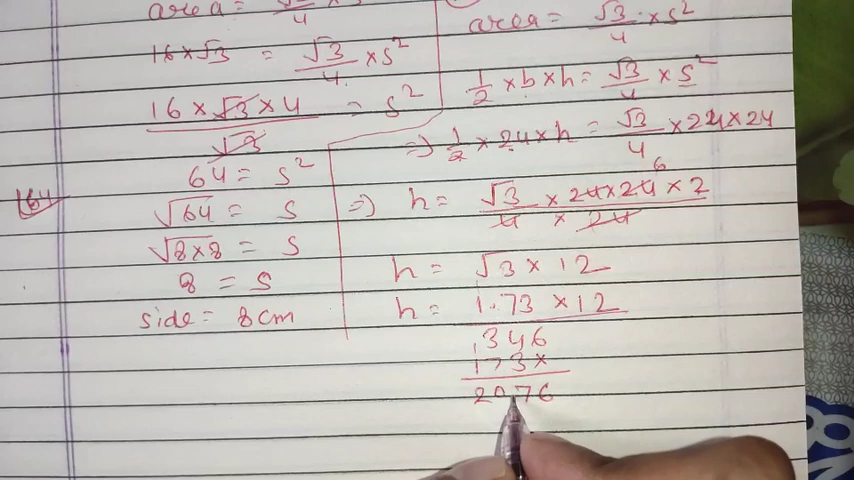 area = √3/4 × s
16×√3 = √3/4 × s²
16 × √3 × 4 / √3 = s²
64 = s²
√64 = s
√8×8 = s
8 = s
side = 8cm
64
area = √3/4 × s²
1/2 × b × h = √3/4 × s²
=> 1/2 × 24 × h = √3/4 × 24 × 24
=> h = √3 × 24 × 24 × 2 / 4 × 24
6
h = √3 × 12
h = 1.73 × 12
346
173×
2076